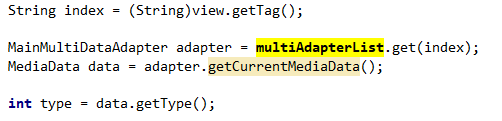 String index = (String)view.getTag();
MainMultiDataAdapter adapter = multiAdapterList.get(index);
MediaData data = adapter.getCurrentMediaData();
int type = data.getType();